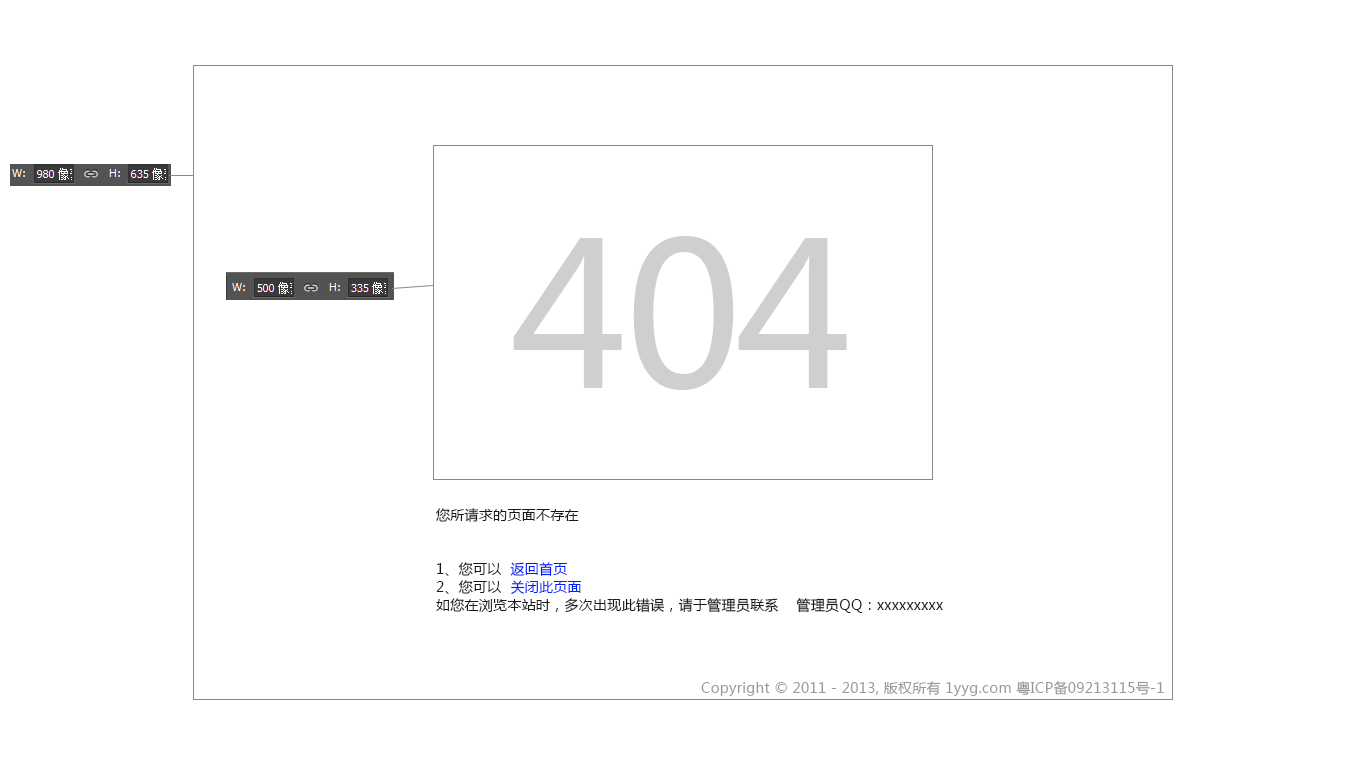 W: 980 像 H: 635 像
W: 500 像 H: 335 像
404
您所请求的页面不存在
1、您可以 返回首页
2、您可以 关闭此页面
如您在浏览本站时，多次出现此错误，请于管理员联系 管理员QQ：xxxxxxxxx
Copyright © 2011 - 2013, 版权所有 1yyg.com 粤ICP备09213115号-1